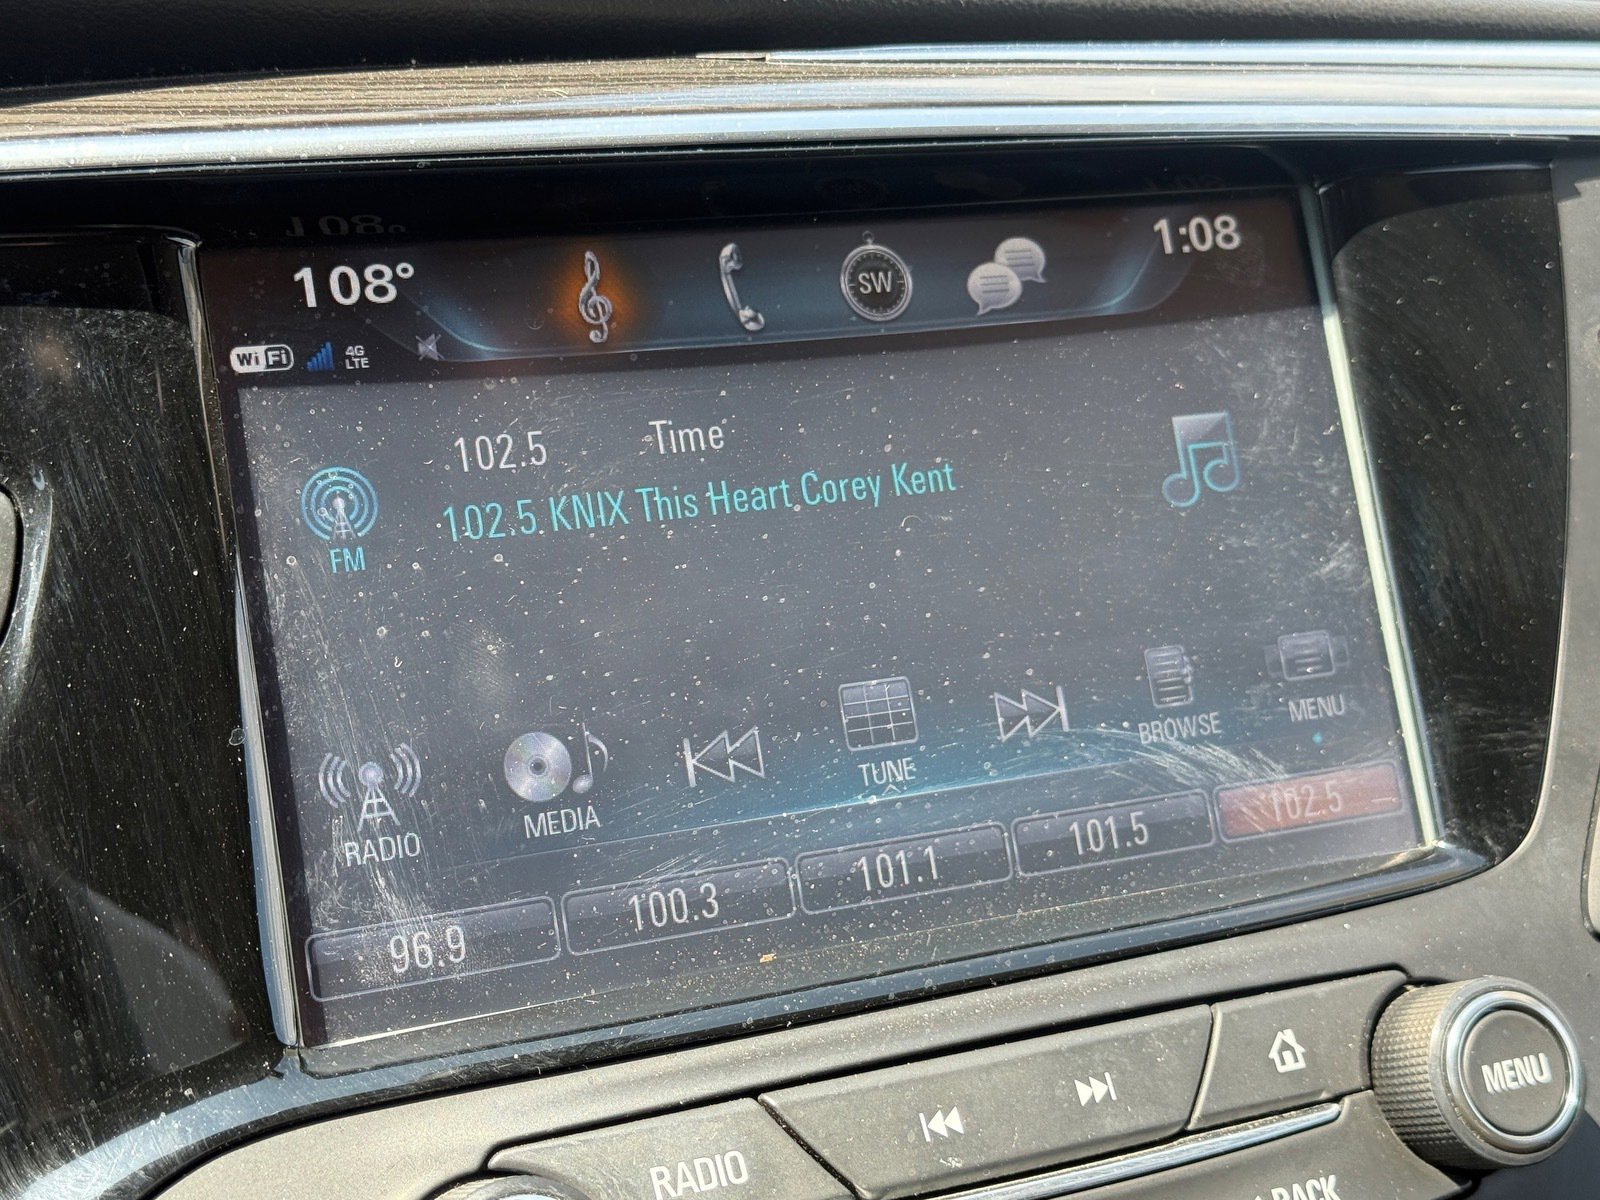 108°
SW
1:08
WiFi
4G
LTE
102.5 Time
102.5 KNIX This Heart Corey Kent
FM
RADIO
MEDIA
TUNE
BROWSE
MENU
96.9
100.3
101.1
101.5
102.5
RADIO
MENU
BACK